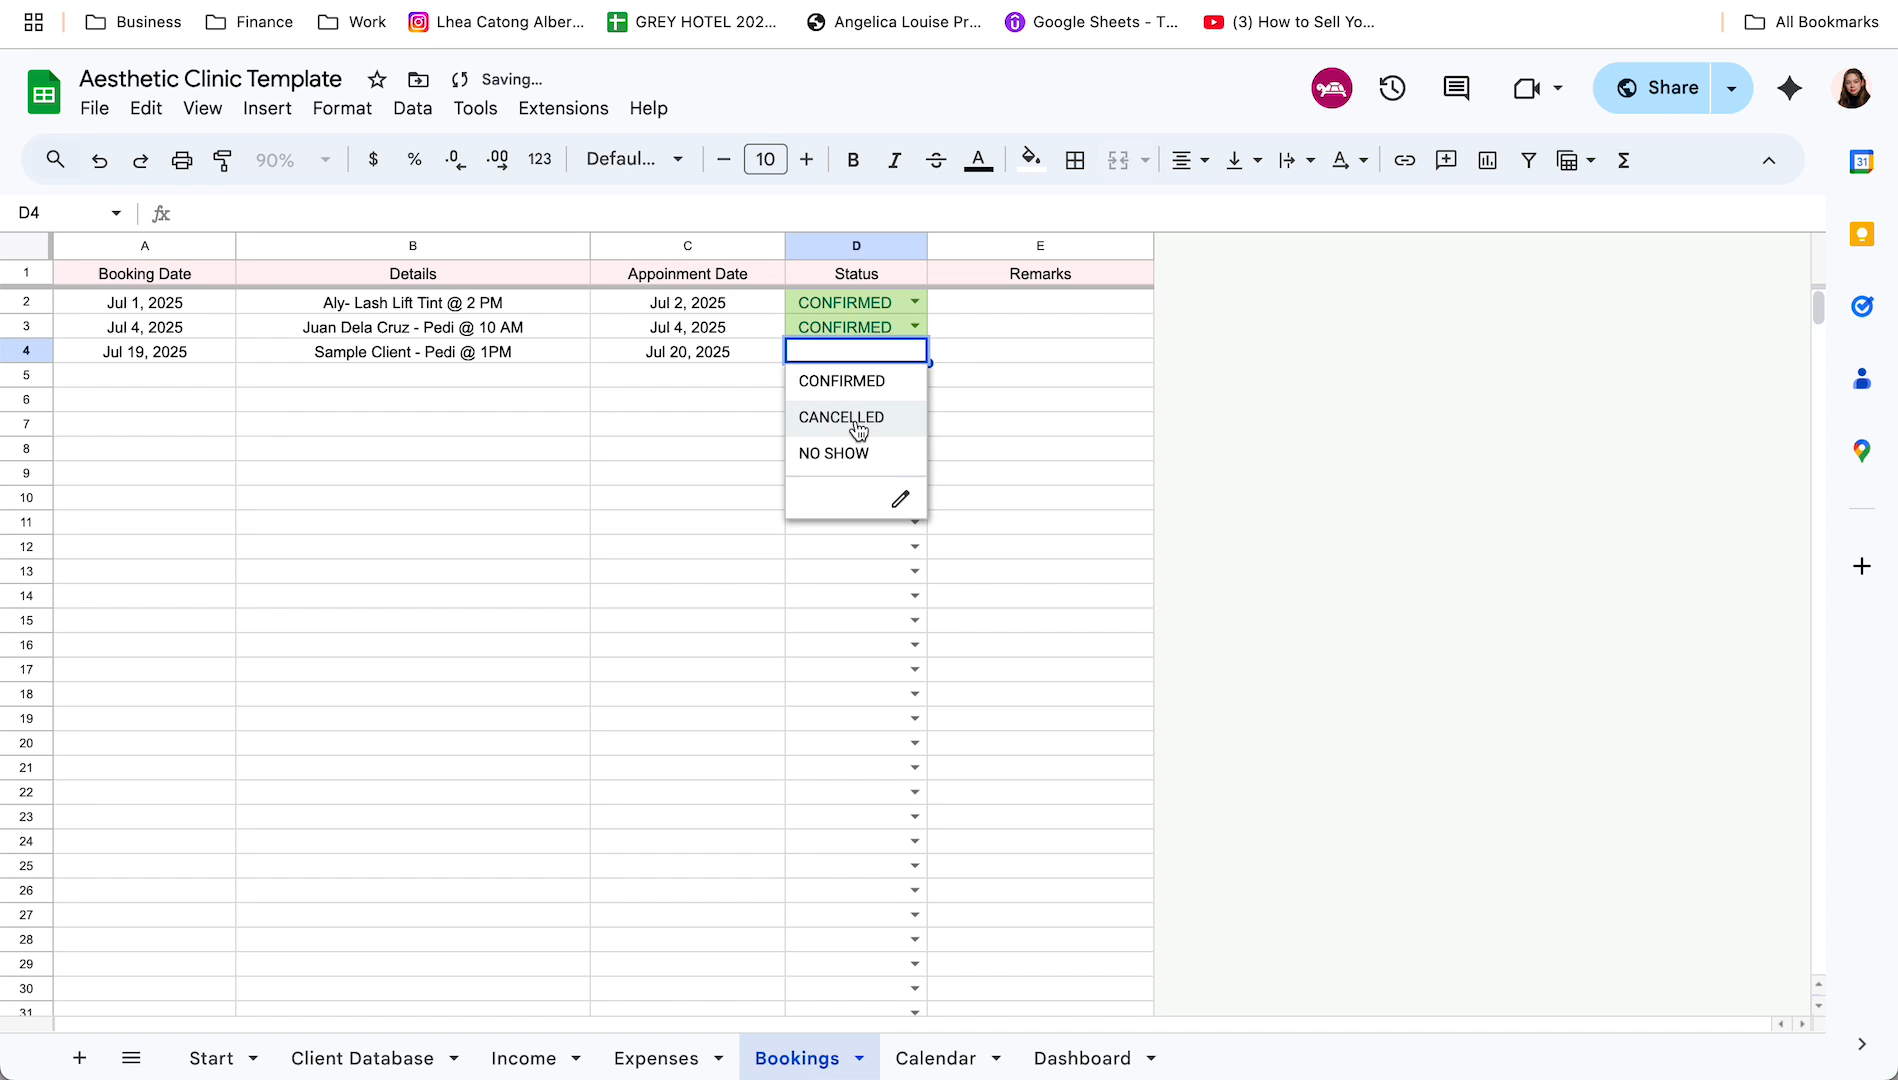 Business Finance Work Lhea Catong Alber... GREY HOTEL 202... Angelica Louise Pr... Google Sheets - T... (3) How to Sell Yo... All Bookmarks
Aesthetic Clinic Template Saving...
File Edit View Insert Format Data Tools Extensions Help
Share
90% $ % .0 .00 123 Defaul... 10 B I S A A Σ
31
D4 fx
A B C D E
1 Booking Date Details Appoinment Date Status Remarks
2 Jul 1, 2025 Aly- Lash Lift Tint @ 2 PM Jul 2, 2025 CONFIRMED
3 Jul 4, 2025 Juan Dela Cruz - Pedi @ 10 AM Jul 4, 2025 CONFIRMED
4 Jul 19, 2025 Sample Client - Pedi @ 1PM Jul 20, 2025
5
CONFIRMED
6
CANCELLED
7
8
NO SHOW
9
10
11
12
13
14
15
16
17
18
19
20
21
22
23
24
25
26
27
28
29
30
31
Start Client Database Income Expenses Bookings Calendar Dashboard